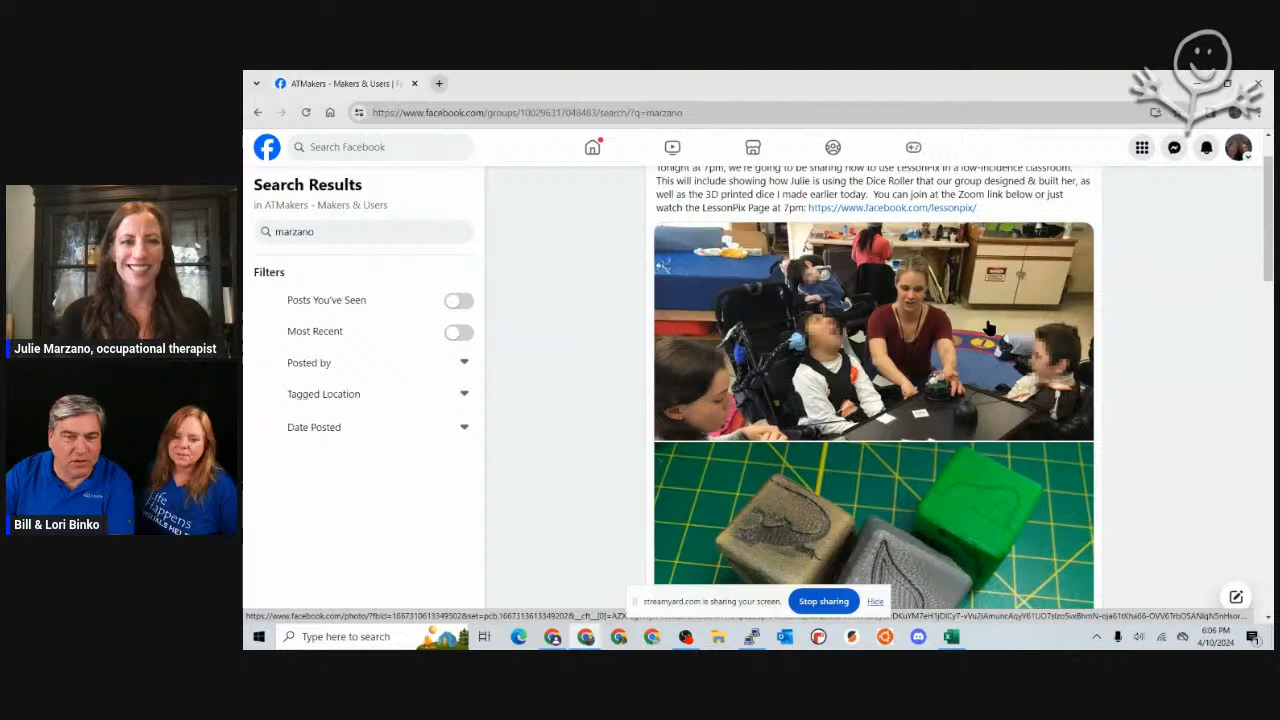 ATMakers - Makers & Users | Fa
https://www.facebook.com/groups/100296317048483/search/?q=marzano
Search Facebook
Search Results
in ATMakers - Makers & Users
marzano
Filters
Posts You've Seen
Most Recent
Posted by
Tagged Location
Date Posted
Tonight at 7pm, we're going to be sharing how to use LessonPix in a low-incidence classroom.
This will include showing how Julie is using the Dice Roller that our group designed & built her, as
well as the 3D printed dice I made earlier today. You can join at the Zoom link below or just
watch the LessonPix Page at 7pm: https://www.facebook.com/lessonpix/
Julie Marzano, occupational therapist
Life
Happens
VISUALS HELP
Bill & Lori Binko
streamyard.com is sharing your screen.
Stop sharing
Hide
Type here to search
6:06 PM
4/10/2024